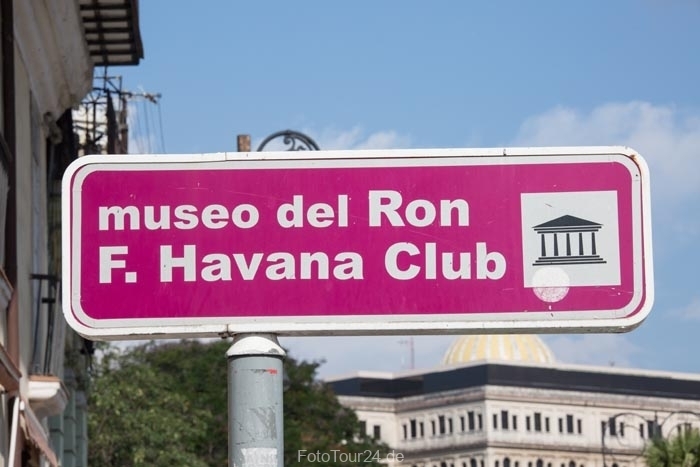 museo del Ron
F. Havana Club
FotoTour24.de